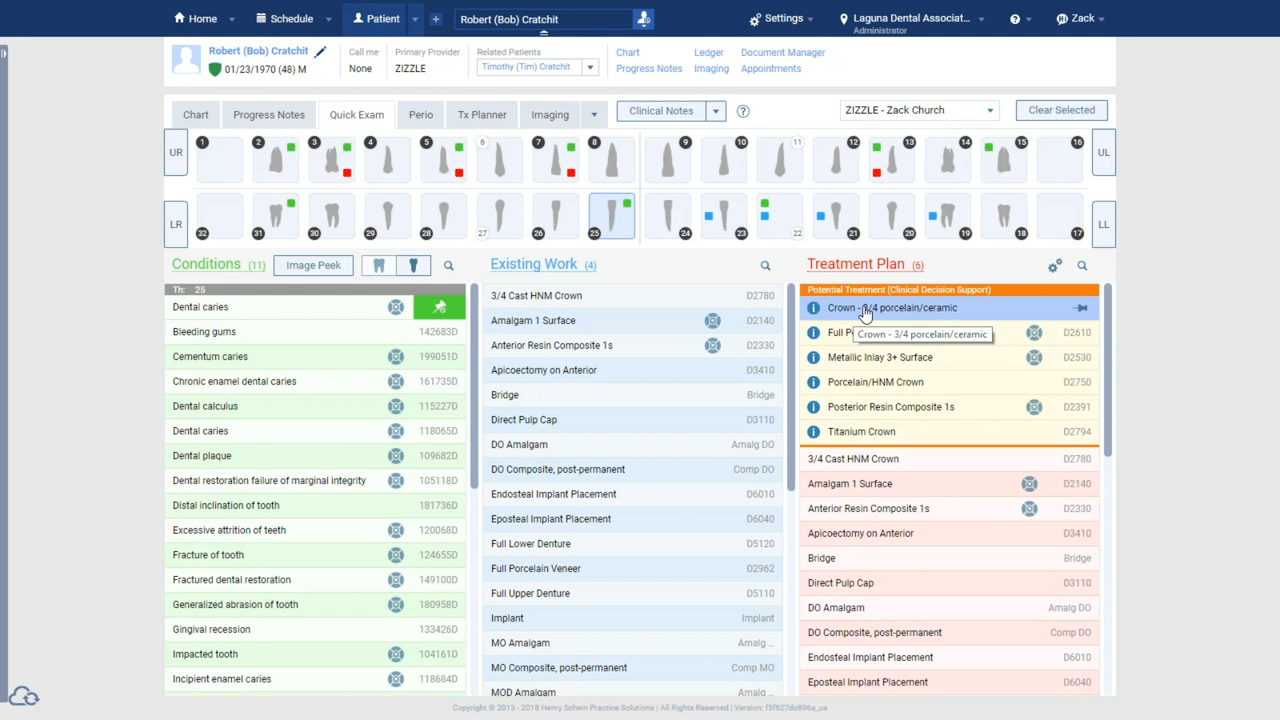 Home Schedule Patient + Robert (Bob) Cratchit Settings Laguna Dental Associat... ? Zack
Administrator
Robert (Bob) Cratchit
01/23/1970 (48) M
Call me
None
Primary Provider
ZIZZLE
Related Patients
Timothy (Tim) Cratchit
Chart Ledger Document Manager
Progress Notes Imaging Appointments
Chart Progress Notes Quick Exam Perio Tx Planner Imaging Clinical Notes ? ZIZZLE - Zack Church Clear Selected
UR 1 2 3 4 5 6 7 8 9 10 11 12 13 14 15 16 UL
LR 32 31 30 29 28 27 26 25 24 23 22 21 20 19 18 17 LL
Conditions (11) Image Peek
Th: 25
Dental caries
Bleeding gums 142683D
Cementum caries 199051D
Chronic enamel dental caries 161735D
Dental calculus 115227D
Dental caries 118065D
Dental plaque 109682D
Dental restoration failure of marginal integrity 105118D
Distal inclination of tooth 181736D
Excessive attrition of teeth 120068D
Fracture of tooth 124655D
Fractured dental restoration 149100D
Generalized abrasion of tooth 180958D
Gingival recession 133426D
Impacted tooth 104161D
Incipient enamel caries 118684D
Existing Work (4)
3/4 Cast HNM Crown D2780
Amalgam 1 Surface D2140
Anterior Resin Composite 1s D2330
Apicoectomy on Anterior D3410
Bridge Bridge
Direct Pulp Cap D3110
DO Amalgam Amalg DO
DO Composite, post-permanent Comp DO
Endosteal Implant Placement D6010
Eposteal Implant Placement D6040
Full Lower Denture D5120
Full Porcelain Veneer D2962
Full Upper Denture D5110
Implant Implant
MO Amalgam Amalg ...
MO Composite, post-permanent Comp MO
MOD Amalgam Amalg ...
Treatment Plan (6)
Potential Treatment (Clinical Decision Support)
Crown - 3/4 porcelain/ceramic
Full P D2610
Crown - 3/4 porcelain/ceramic
Metallic Inlay 3+ Surface D2530
Porcelain/HNM Crown D2750
Posterior Resin Composite 1s D2391
Titanium Crown D2794
3/4 Cast HNM Crown D2780
Amalgam 1 Surface D2140
Anterior Resin Composite 1s D2330
Apicoectomy on Anterior D3410
Bridge Bridge
Direct Pulp Cap D3110
DO Amalgam Amalg DO
DO Composite, post-permanent Comp DO
Endosteal Implant Placement D6010
Eposteal Implant Placement D6040
Copyright © 2013 - 2018 Henry Schein Practice Solutions | All Rights Reserved | Version: f5f627dc896a_us